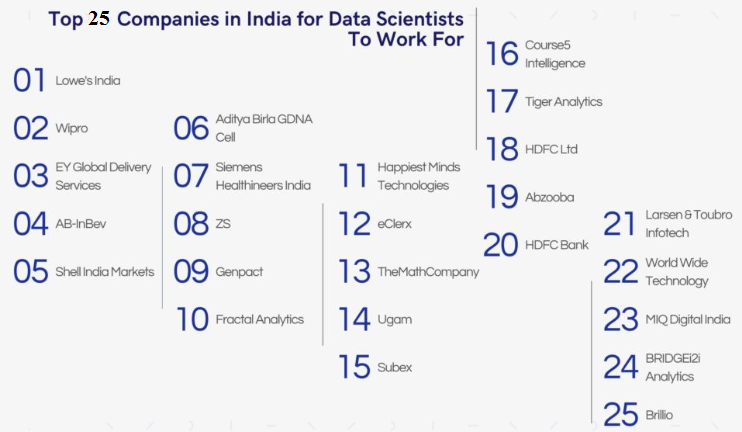 Top 25 Companies in India for Data Scientists
To Work For
01 Lowe's India
02 Wipro
03 EY Global Delivery
Services
04 AB-InBev
05 Shell India Markets
06 Aditya Birla GDNA
Cell
07 Siemens
Healthineers India
08 ZS
09 Genpact
10 Fractal Analytics
11 Happiest Minds
Technologies
12 eClerx
13 TheMathCompany
14 Ugam
15 Subex
16 Course5
Intelligence
17 Tiger Analytics
18 HDFC Ltd
19 Abzooba
20 HDFC Bank
21 Larsen & Toubro
Infotech
22 World Wide
Technology
23 MIQ Digital India
24 BRIDGEi2i
Analytics
25 Brillio